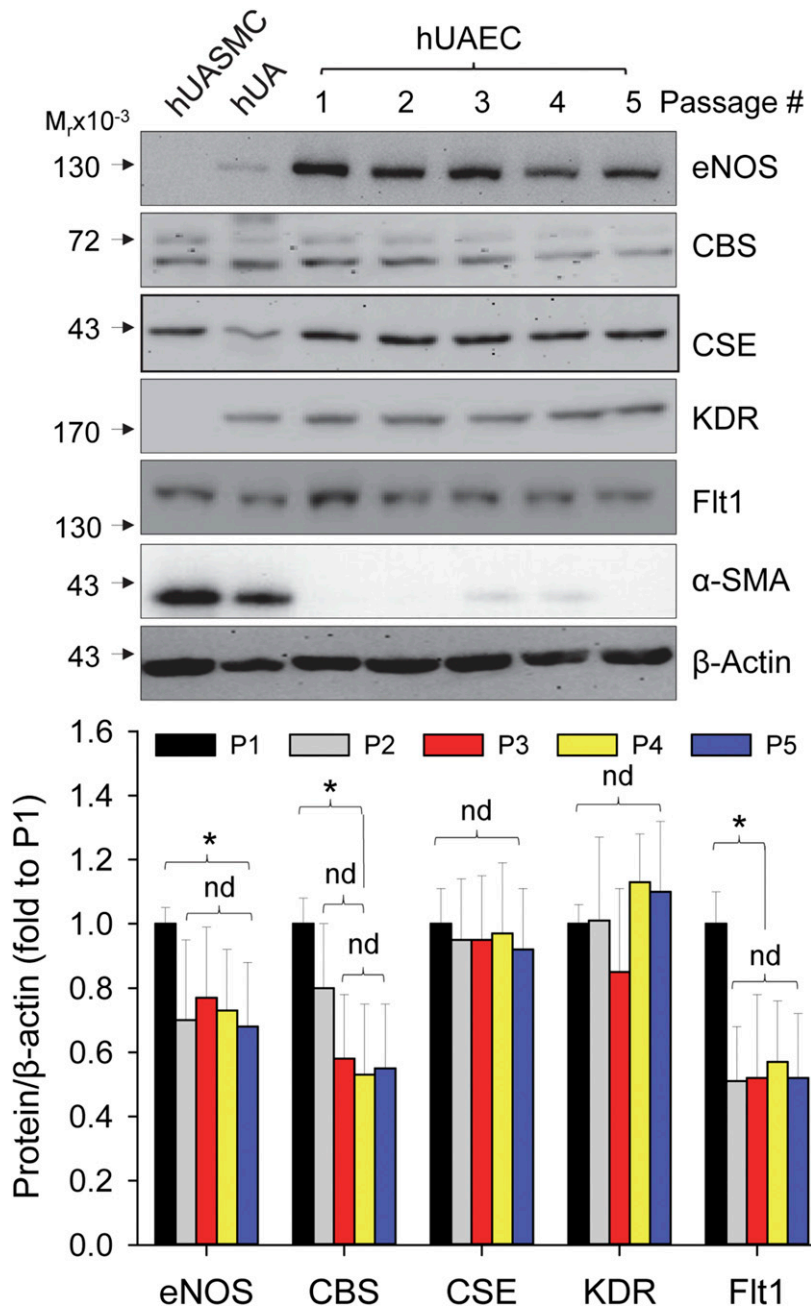 hUAEC
hUASMC hUA 1 2 3 4 5 Passage #
Mrx10-3
130 eNOS
72 CBS
43 CSE
170 KDR
130 Flt1
43 α-SMA
43 β-Actin
P1 P2 P3 P4 P5
Protein/β-actin (fold to P1)
1.6
1.4
1.2
1.0
0.8
0.6
0.4
0.2
0.0
* nd
* nd nd
nd
nd
* nd
eNOS CBS CSE KDR Flt1